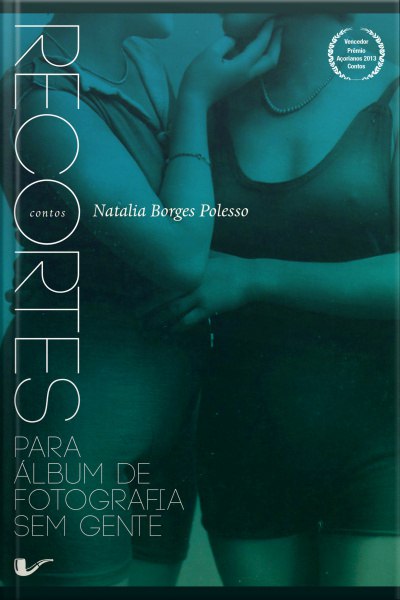 RECORTES
PARA
ÁLBUM DE
FOTOGRAFIA
SEM GENTE
contos
Natalia Borges Polesso
Vencedor
Prêmio
Açorianos 2013
Contos